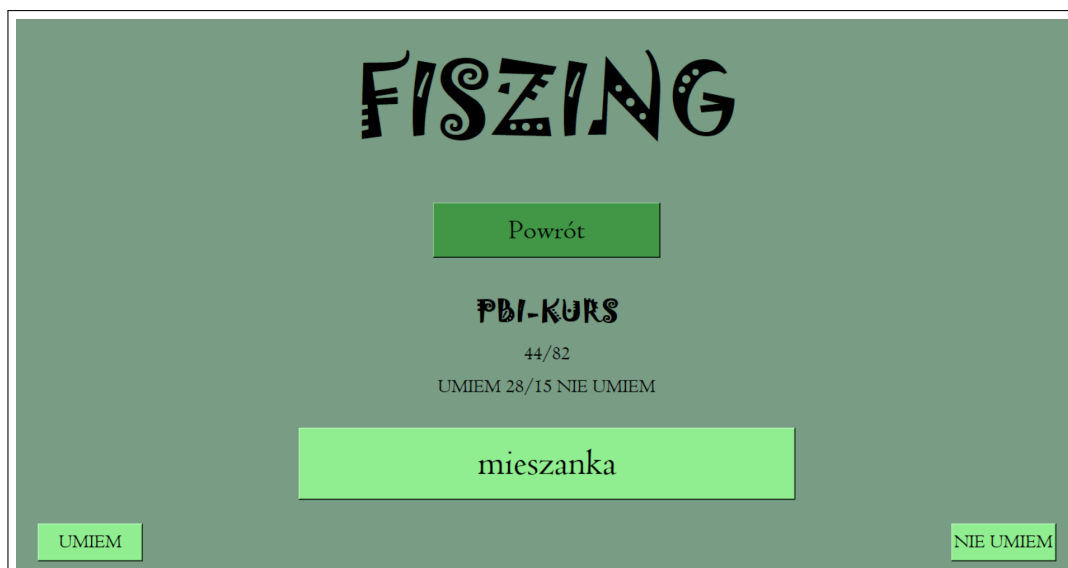 FISZING
Powrót
PBI-KURS
44/82
UMIEM 28/15 NIE UMIEM
mieszanka
UMIEM
NIE UMIEM